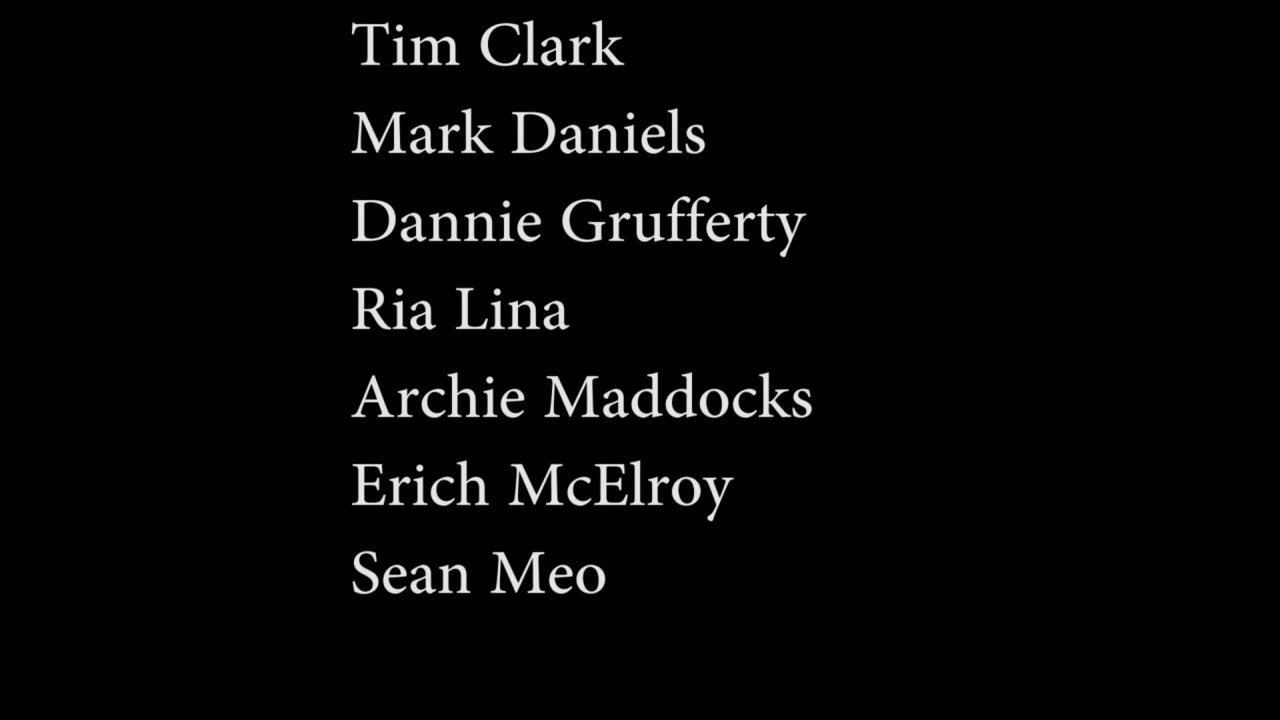 Tim Clark
Mark Daniels
Dannie Grufferty
Ria Lina
Archie Maddocks
Erich McElroy
Sean Meo